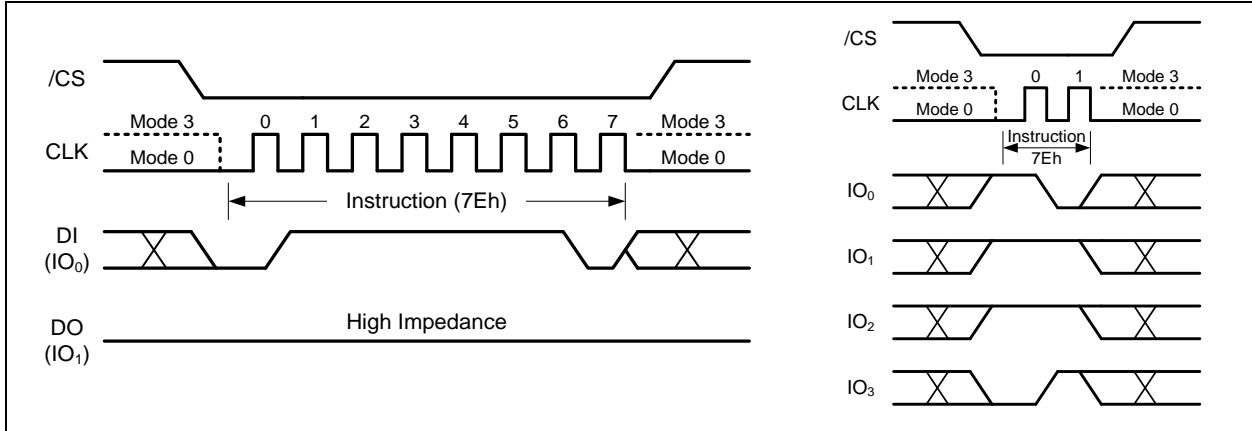 /CS
Mode 3 0 1 2 3 4 5 6 7 Mode 3
CLK Mode 0 Mode 0
Instruction (7Eh)
DI
(IO₀)
DO
(IO₁)
High Impedance
/CS
Mode 3 0 1 Mode 3
CLK Mode 0 Mode 0
Instruction
7Eh
IO₀
IO₁
IO₂
IO₃